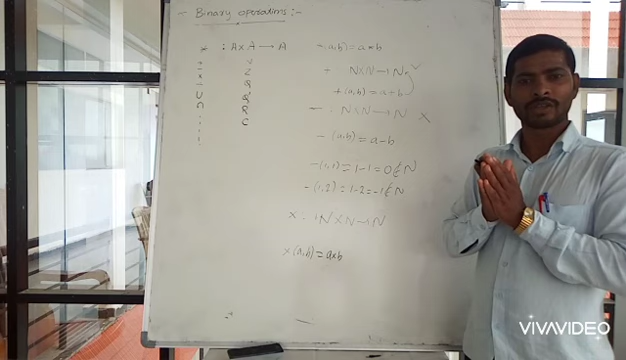 - Binary operations :-
* : A × A → A
*(a,b) = a*b
+ N×N→N ✓
+(a,b) = a+b
- : N×N→N X
-(a,b) = a-b
-(1,1) = 1-1 = 0 ∉ N
-(1,2) = 1-2 = -1 ∉ N
× : N × N → N
×(a,b) = a×b
+
-
×
∪
∩
N
Z
Q
R
C
VIVAVIDEO